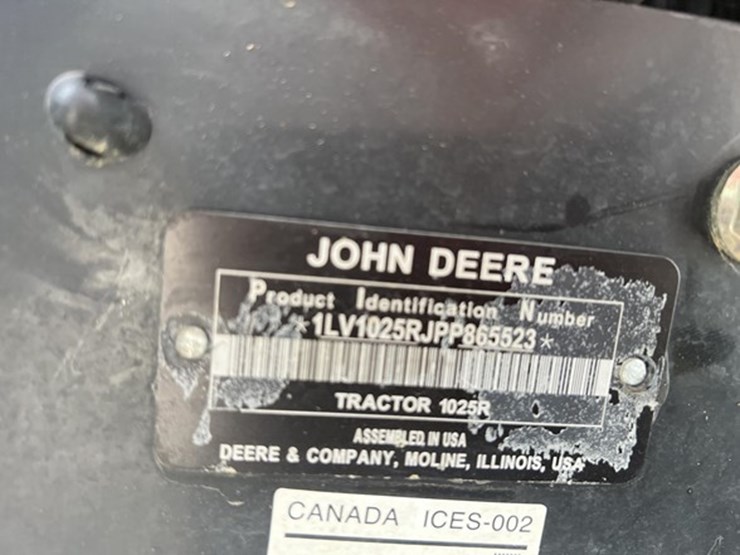 JOHN DEERE
Product Identification Number
*1LV1025RJPP865523*
TRACTOR 1025R
ASSEMBLED IN USA
DEERE & COMPANY, MOLINE, ILLINOIS, USA
CANADA ICES-002